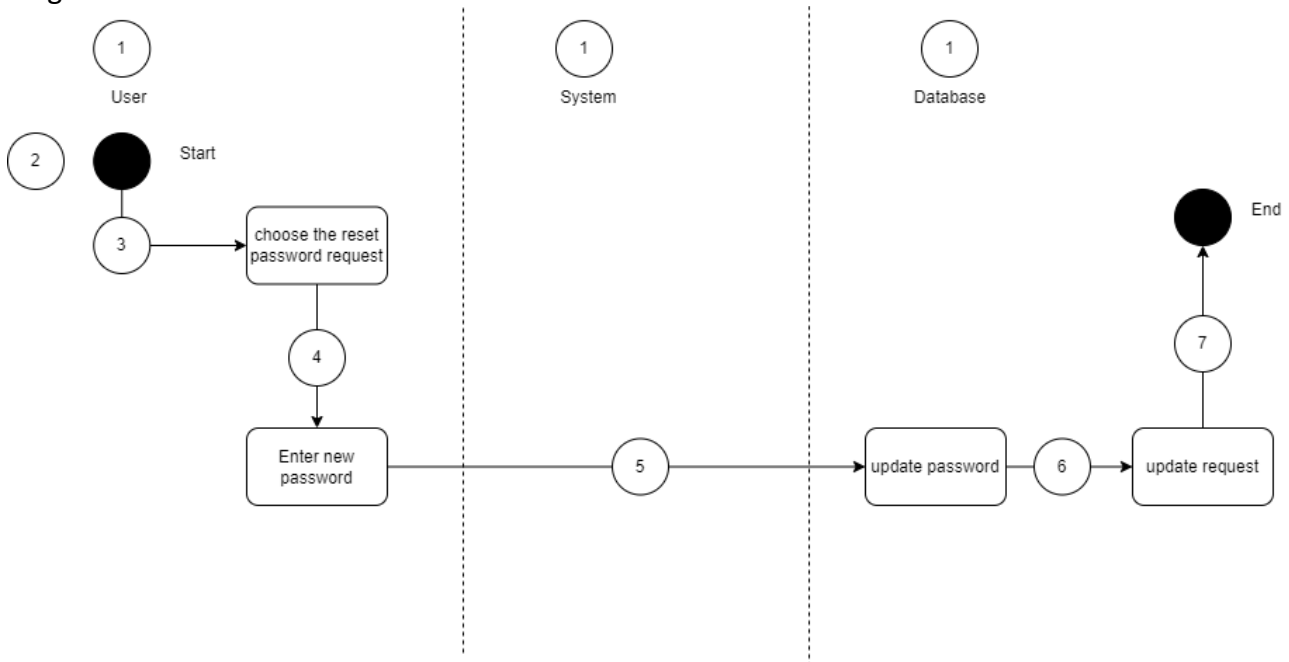 1
1
1
User
System
Database
2
Start
End
3
choose the reset
password request
4
7
Enter new
password
5
update password
6
update request